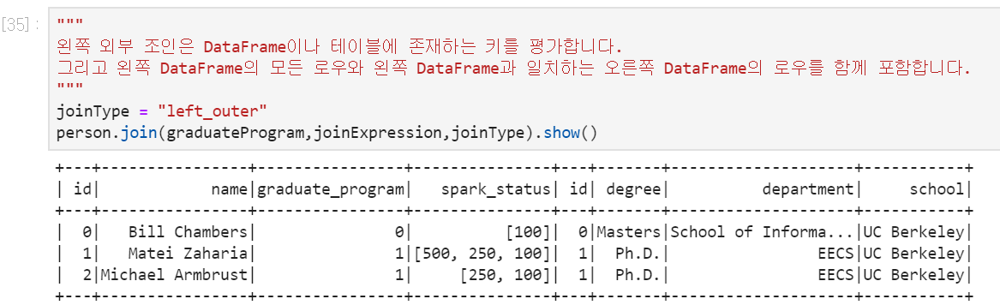 [35]:
"""
왼쪽 외부 조인은 DataFrame이나 테이블에 존재하는 키를 평가합니다.
그리고 왼쪽 DataFrame의 모든 로우와 왼쪽 DataFrame과 일치하는 오른쪽 DataFrame의 로우를 함께 포함합니다.
"""
joinType = "left_outer"
person.join(graduateProgram,joinExpression,joinType).show()
+---+----------------+----------------+---------------+---+-------+--------------------+-----------+
| id|            name|graduate_program|   spark_status| id| degree|          department|     school|
+---+----------------+----------------+---------------+---+-------+--------------------+-----------+
|  0|   Bill Chambers|               0|          [100]|  0|Masters|School of Informa...|UC Berkeley|
|  1|   Matei Zaharia|               1|[500, 250, 100]|  1|  Ph.D.|                EECS|UC Berkeley|
|  2|Michael Armbrust|               1|     [250, 100]|  1|  Ph.D.|                EECS|UC Berkeley|
+---+----------------+----------------+---------------+---+-------+--------------------+-----------+